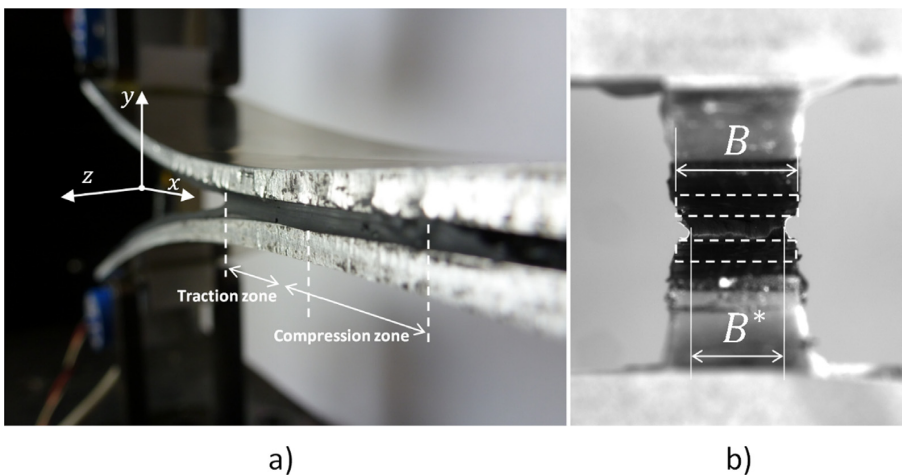 y
z
x
Traction zone
Compression zone
B
B*
a)
b)